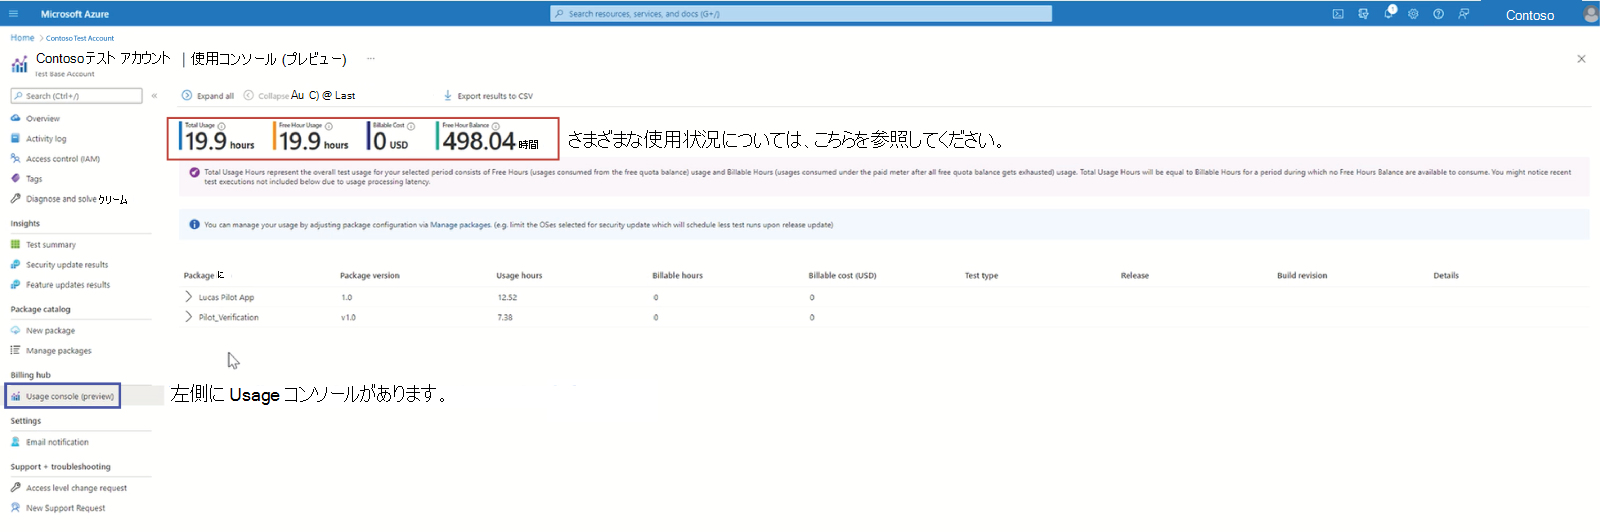 Microsoft Azure
Search resources, services, and docs (G+/)
1
Contoso
Home > Contoso Test Account
Contosoテスト アカウント | 使用コンソール (プレビュー) ...
Test Base Account
Search (Ctrl+/)
«
Overview
Activity log
Access control (IAM)
Tags
Diagnose and solve クリーム
Insights
Test summary
Security update results
Feature updates results
Package catalog
New package
Manage packages
Billing hub
Usage console (preview)
Settings
Email notification
Support + troubleshooting
Access level change request
New Support Request
Expand all
Collapse Au C) @ Last
Export results to CSV
Total Usage
19.9 hours
Free Hour Usage
19.9 hours
Billable Cost
0 USD
Free Hour Balance
498.04 時間
さまざまな使用状況については、こちらを参照してください。
Total Usage Hours represent the overall test usage for your selected period consists of Free Hours (usages consumed from the free quota balance) usage and Billable Hours (usages consumed under the paid meter after all free quota balance gets exhausted) usage. Total Usage Hours will be equal to Billable Hours for a period during which no Free Hours Balance are available to consume. You might notice recent
test executions not included below due to usage processing latency.
You can manage your usage by adjusting package configuration via Manage packages. (e.g. limit the OSes selected for security update which will schedule less test runs upon release update)
Package に Package version Usage hours Billable hours Billable cost (USD) Test type Release Build revision Details
Lucas Pilot App 1.0 12.52 0 0
Pilot_Verification v1.0 7.38 0 0
左側に Usage コンソールがあります。